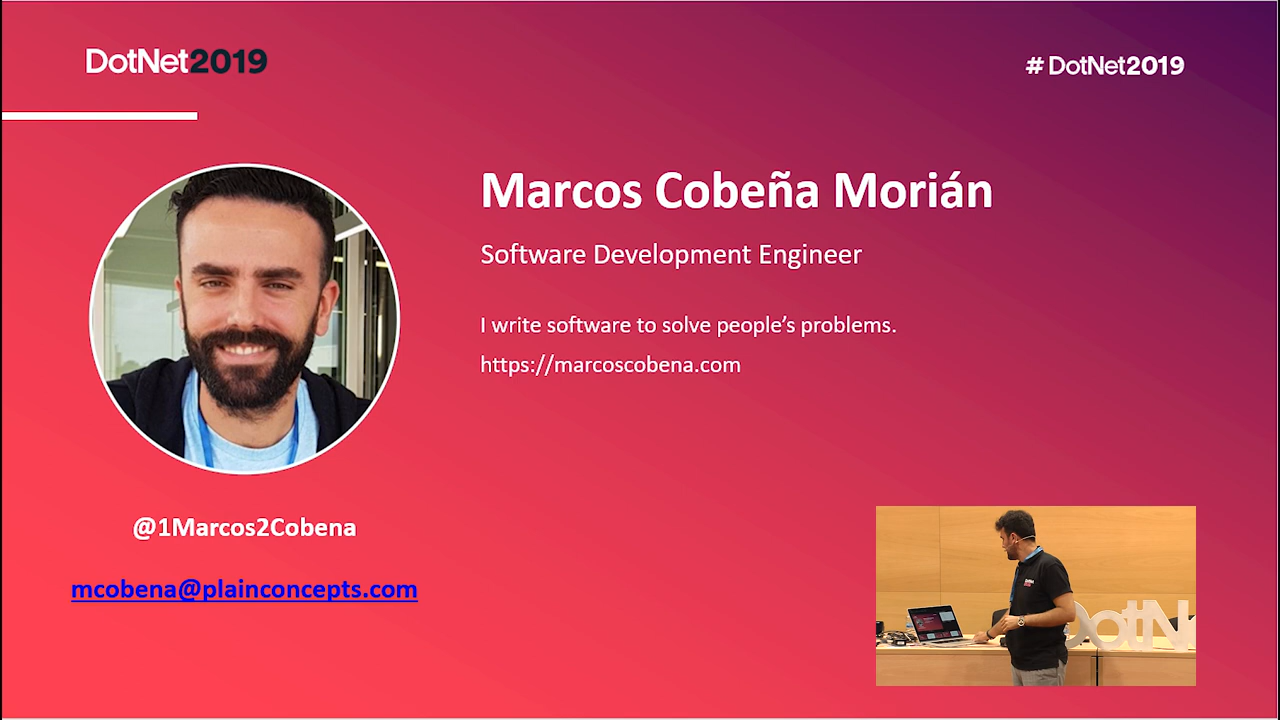 DotNet2019
# DotNet2019
Marcos Cobeña Morián
Software Development Engineer
I write software to solve people’s problems.
https://marcoscobena.com
@1Marcos2Cobena
mcobena@plainconcepts.com
DotN